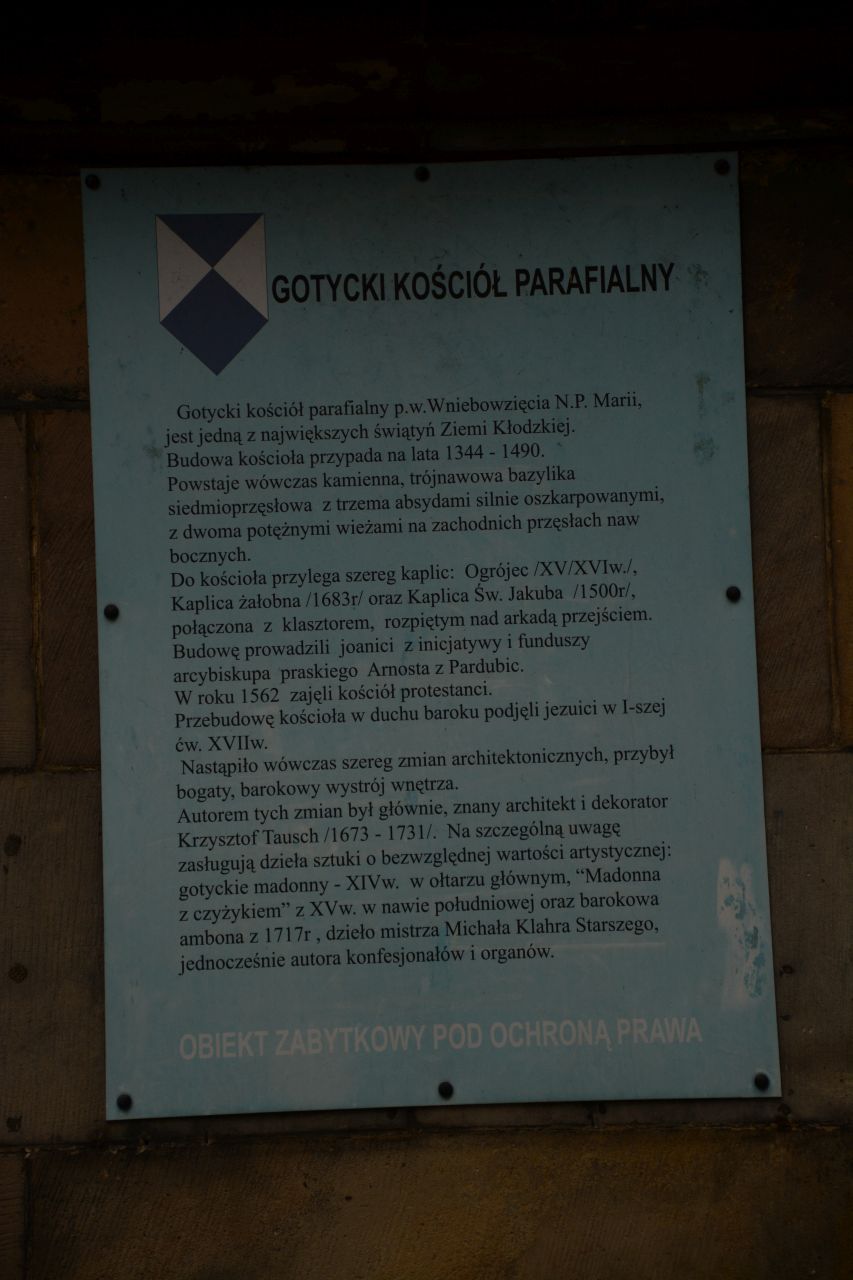 GOTYCKI KOŚCIÓŁ PARAFIALNY
Gotycki kościół parafialny p.w.Wniebowzięcia N.P. Marii,
jest jedną z największych świątyń Ziemi Kłodzkiej.
Budowa kościoła przypada na lata 1344 - 1490.
Powstaje wówczas kamienna, trójnawowa bazylika
siedmioprzęsłowa z trzema absydami silnie oszkarpowanymi,
z dwoma potężnymi wieżami na zachodnich przęsłach naw
bocznych.
Do kościoła przylega szereg kaplic: Ogrójec /XV/XVIw./,
Kaplica żałobna /1683r/ oraz Kaplica Św. Jakuba /1500r/,
połączona z klasztorem, rozpiętym nad arkadą przejściem.
Budowę prowadzili joanici z inicjatywy i funduszy
arcybiskupa praskiego Arnosta z Pardubic.
W roku 1562 zajęli kościół protestanci.
Przebudowę kościoła w duchu baroku podjęli jezuici w I-szej
ćw. XVIIw.
Nastąpiło wówczas szereg zmian architektonicznych, przybył
bogaty, barokowy wystrój wnętrza.
Autorem tych zmian był głównie, znany architekt i dekorator
Krzysztof Tausch /1673 - 1731/. Na szczególną uwagę
zasługują dzieła sztuki o bezwzględnej wartości artystycznej:
gotyckie madonny - XIVw. w ołtarzu głównym, “Madonna
z czyżykiem” z XVw. w nawie południowej oraz barokowa
ambona z 1717r , dzieło mistrza Michała Klahra Starszego,
jednocześnie autora konfesjonałów i organów.
OBIEKT ZABYTKOWY POD OCHRONĄ PRAWA